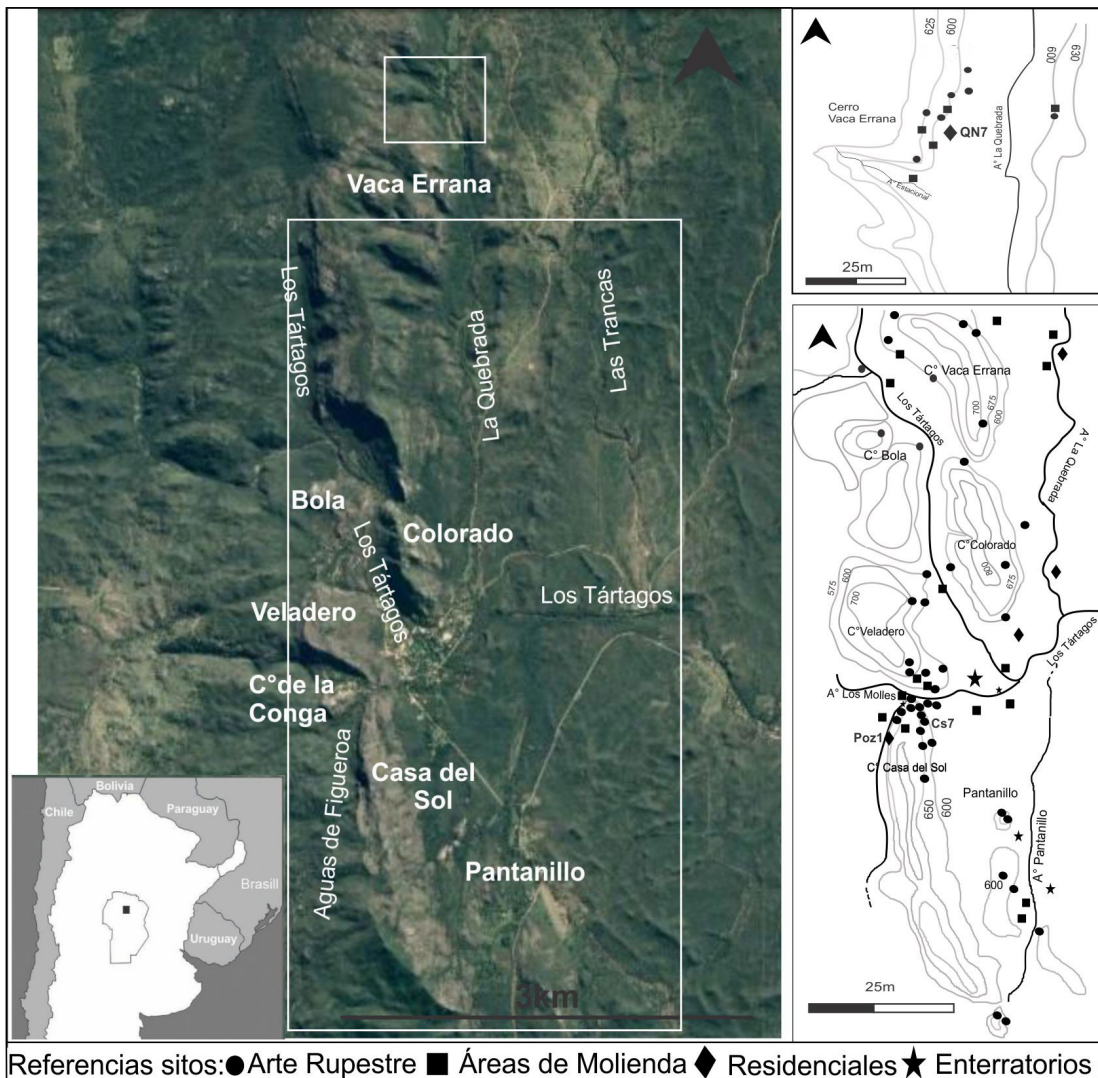 Vaca Errana
Los Tártagos
La Quebrada
Las Trancas
Bola
Colorado
Los Tártagos
Los Tártagos
Veladero
C°de la
Conga
Casa del
Sol
Aguas de Figueroa
Pantanillo
3km
Bolivia
Chile
Paraguay
Brasill
Uruguay
625
600
600
630
Cerro
Vaca Errana
QN7
A° La Quebrada
A° Estacional
25m
C° Vaca Errana
700
675
600
Los Tártagos
A° La Quebrada
C° Bola
C°Colorado
800
675
575
600
700
C°Veladero
Los Tártagos
A° Los Molles
Cs7
Poz1
C° Casa del Sol
650
600
Pantanillo
A° Pantanillo
600
25m
Referencias sitos: Arte Rupestre Áreas de Molienda Residenciales Enterratorios